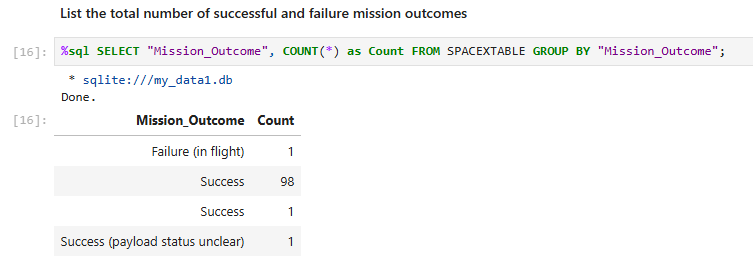 List the total number of successful and failure mission outcomes
[16]: %sql SELECT "Mission_Outcome", COUNT(*) as Count FROM SPACEXTABLE GROUP BY "Mission_Outcome";
* sqlite:///my_data1.db
Done.
[16]: Mission_Outcome Count
Failure (in flight) 1
Success 98
Success 1
Success (payload status unclear) 1